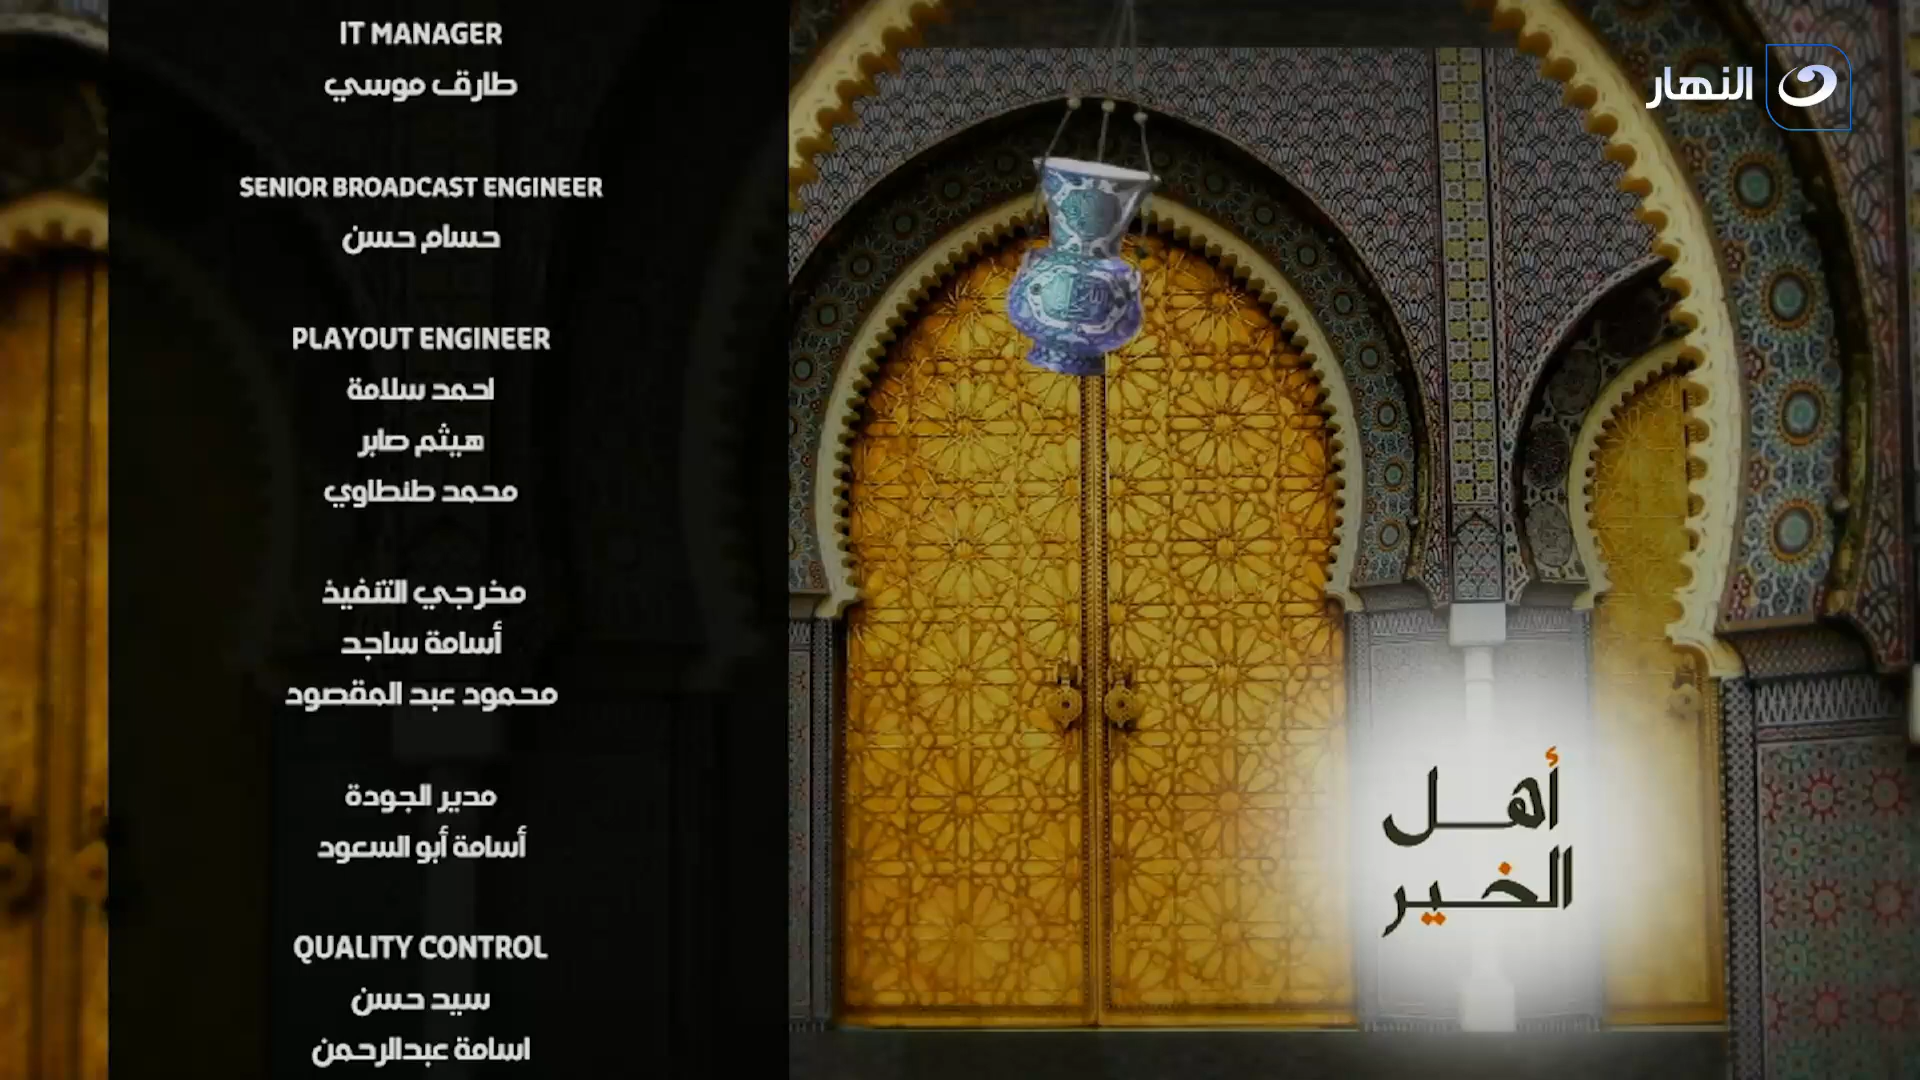 IT MANAGER
طارق موسي
SENIOR BROADCAST ENGINEER
حسام حسن
PLAYOUT ENGINEER
احمد سلامة
هيثم صابر
محمد طنطاوي
مخرجي التنفيذ
أسامة ساجد
محمود عبد المقصود
مدير الجودة
أسامة أبو السعود
QUALITY CONTROL
سيد حسن
اسامة عبدالرحمن
النهار
أهل
الخير